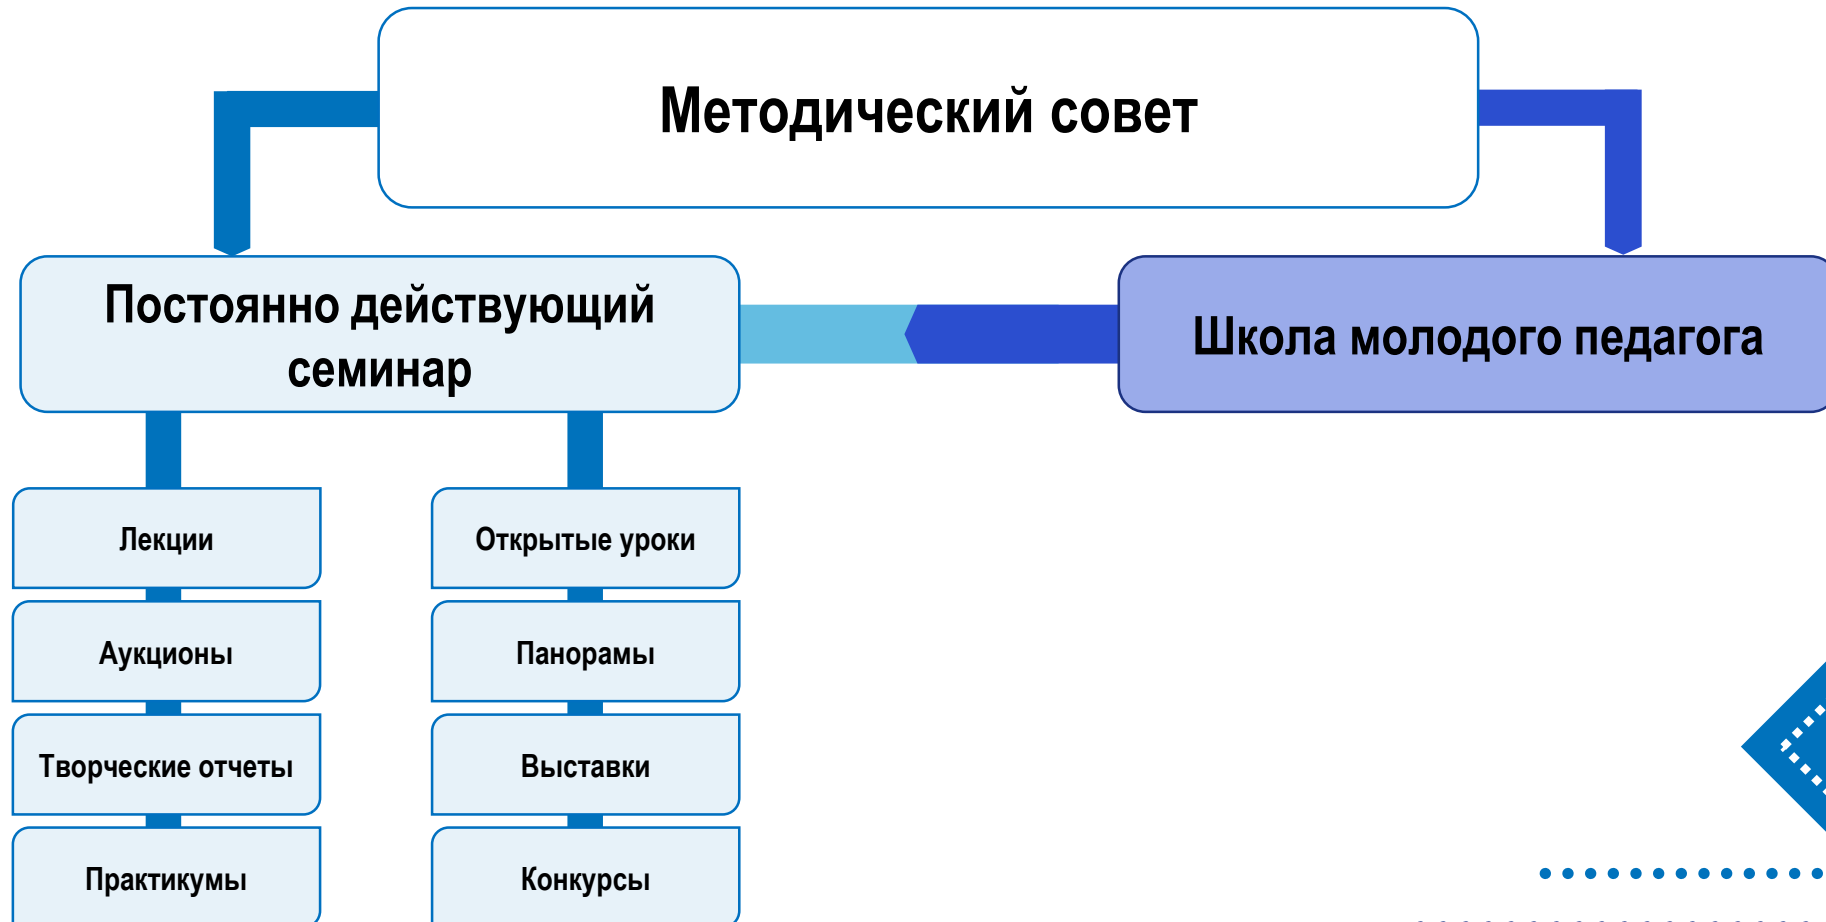 Методический совет
Постоянно действующий
семинар
Школа молодого педагога
Лекции
Открытые уроки
Аукционы
Панорамы
Творческие отчеты
Выставки
Практикумы
Конкурсы